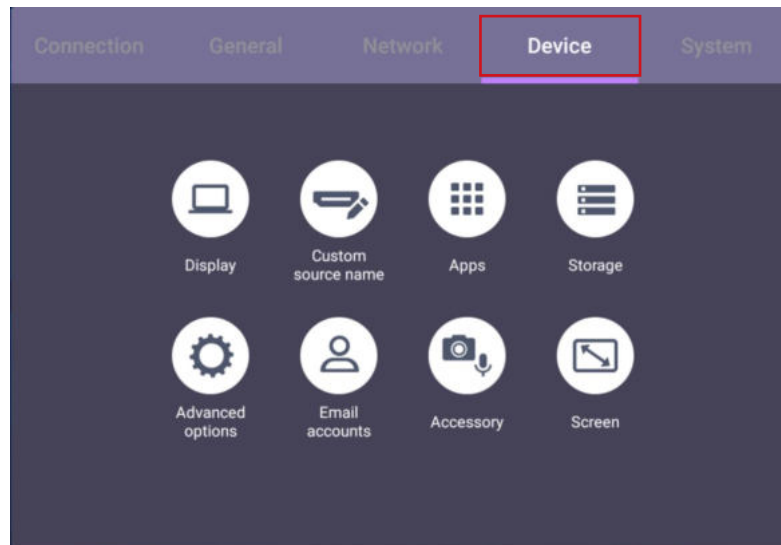 Connection General Network Device System
Display
Custom
source name
Apps
Storage
Advanced
options
Email
accounts
Accessory
Screen